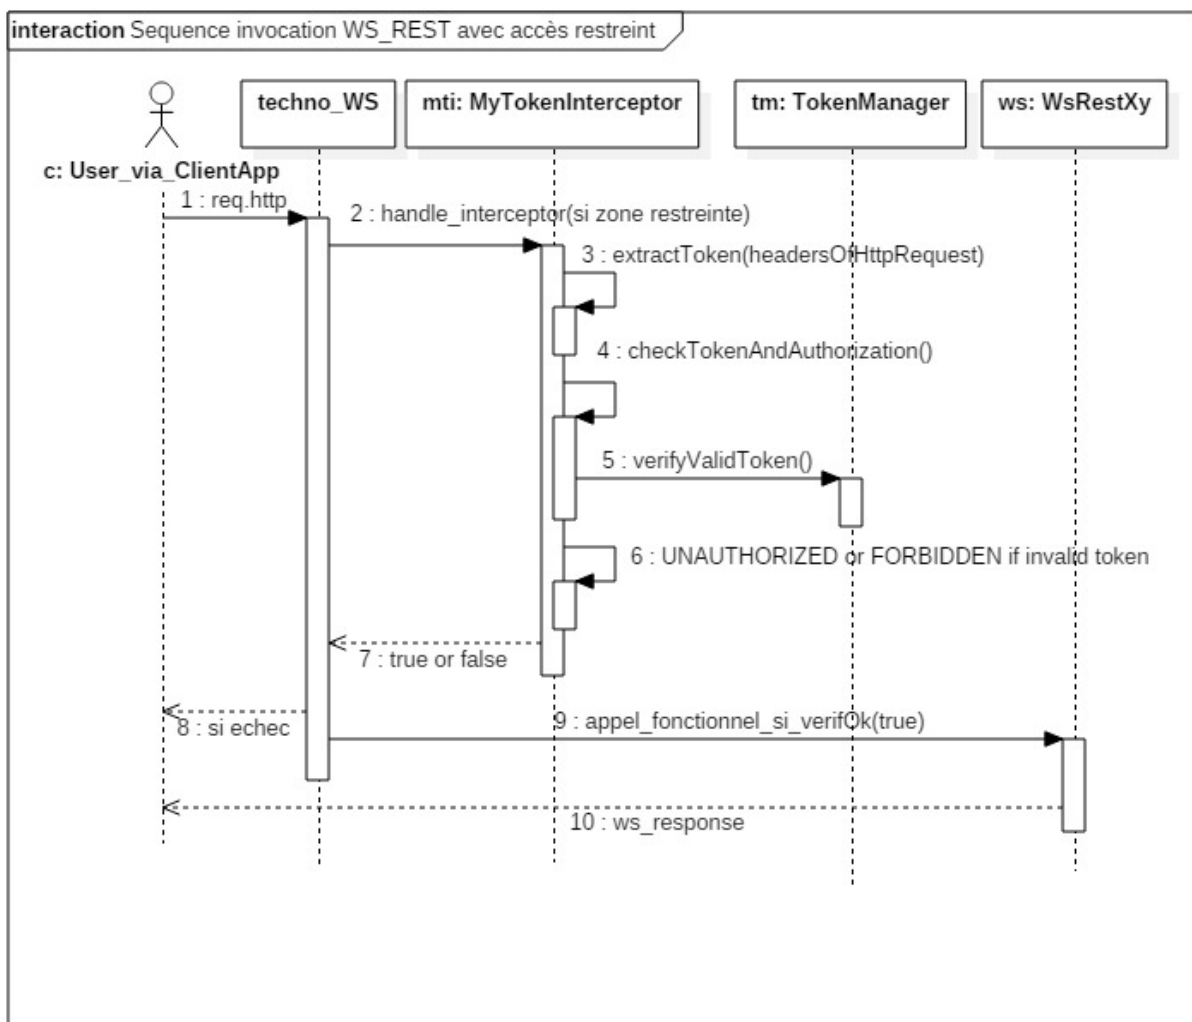 interaction Sequence invocation WS_REST avec accès restreint
techno_WS
mti: MyTokenInterceptor
tm: TokenManager
ws: WsRestXy
c: User_via_ClientApp
1 : req.http
2 : handle_interceptor(si zone restreinte)
3 : extractToken(headersOfHttpRequest)
4 : checkTokenAndAuthorization()
5 : verifyValidToken()
6 : UNAUTHORIZED or FORBIDDEN if invalid token
7 : true or false
8 : si echec
9 : appel_fonctionnel_si_verifOk(true)
10 : ws_response